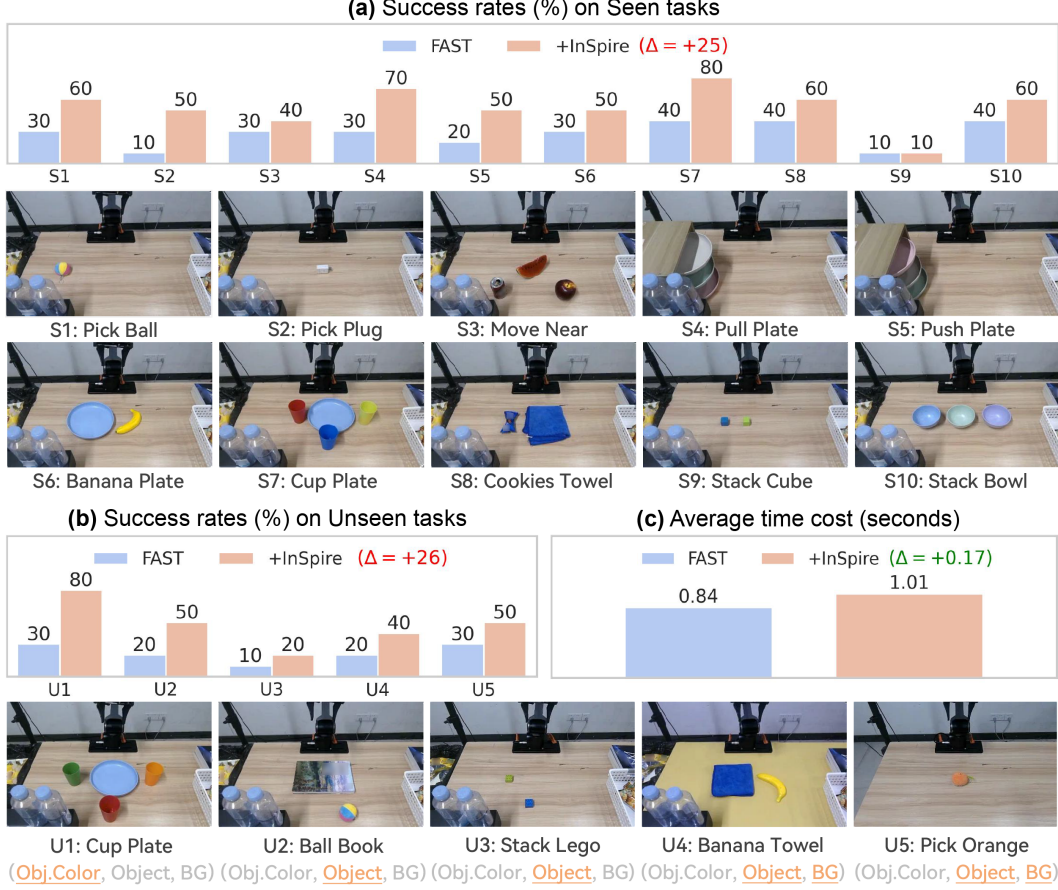 (a) Success rates (%) on Seen tasks
FAST +InSpire (Δ = +25)
30 60 10 50 30 40 30 70 20 50 30 50 40 80 40 60 10 10 40 60
S1 S2 S3 S4 S5 S6 S7 S8 S9 S10
S1: Pick Ball S2: Pick Plug S3: Move Near S4: Pull Plate S5: Push Plate
S6: Banana Plate S7: Cup Plate S8: Cookies Towel S9: Stack Cube S10: Stack Bowl
(b) Success rates (%) on Unseen tasks
FAST +InSpire (Δ = +26)
30 80 20 50 10 20 20 40 30 50
U1 U2 U3 U4 U5
(c) Average time cost (seconds)
FAST +InSpire (Δ = +0.17)
0.84 1.01
U1: Cup Plate U2: Ball Book U3: Stack Lego U4: Banana Towel U5: Pick Orange
(Obj.Color, Object, BG) (Obj.Color, Object, BG) (Obj.Color, Object, BG) (Obj.Color, Object, BG) (Obj.Color, Object, BG)